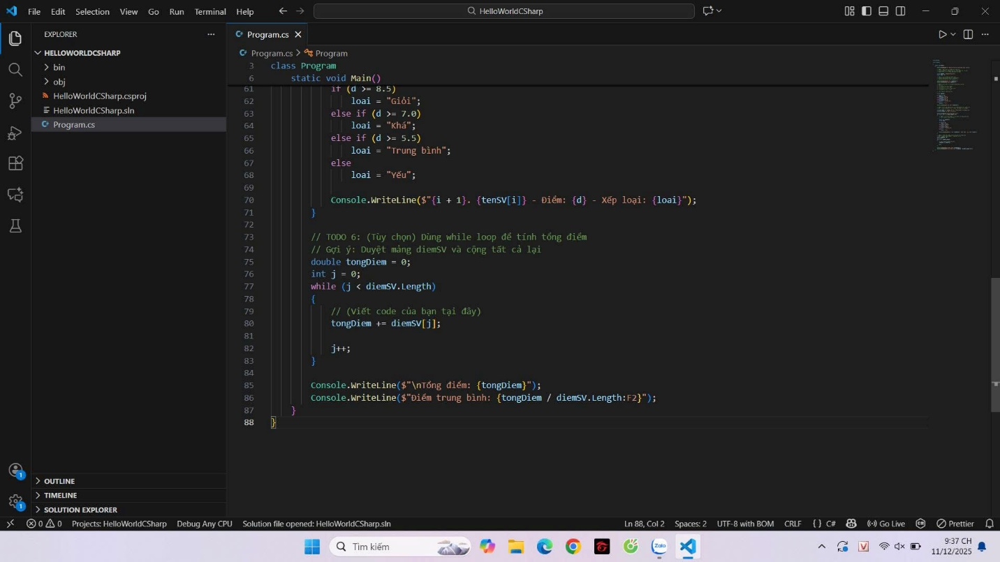 File Edit Selection View Go Run Terminal Help
HelloWorldCSharp
EXPLORER
HELLOWORLDCSHARP
bin
obj
HelloWorldCSharp.csproj
HelloWorldCSharp.sln
Program.cs
OUTLINE
TIMELINE
SOLUTION EXPLORER
Program.cs
Program.cs > Program
3 class Program
6 static void Main()
61 if (d >= 8.5)
62 loai = "Giỏi";
63 else if (d >= 7.0)
64 loai = "Khá";
65 else if (d >= 5.5)
66 loai = "Trung bình";
67 else
68 loai = "Yếu";
69
70 Console.WriteLine($"{i + 1}. {tenSV[i]} - Điểm: {d} - Xếp loại: {loai}");
71 }
72
73 // TODO 6: (Tùy chọn) Dùng while loop để tính tổng điểm
74 // Gợi ý: Duyệt mảng diemSV và cộng tất cả lại
75 double tongDiem = 0;
76 int j = 0;
77 while (j < diemSV.Length)
78 {
79 // (Viết code của bạn tại đây)
80 tongDiem += diemSV[j];
81
82 j++;
83 }
84
85 Console.WriteLine($"\nTổng điểm: {tongDiem}");
86 Console.WriteLine($"Điểm trung bình: {tongDiem / diemSV.Length:F2}");
87 }
88 }
1
1
0 0 Projects: HelloWorldCSharp Debug Any CPU Solution file opened: HelloWorldCSharp.sln Ln 88, Col 2 Spaces: 2 UTF-8 with BOM CRLF { } C# Go Live Prettier
Tìm kiếm
Zalo
V
9:37 CH
11/12/2025